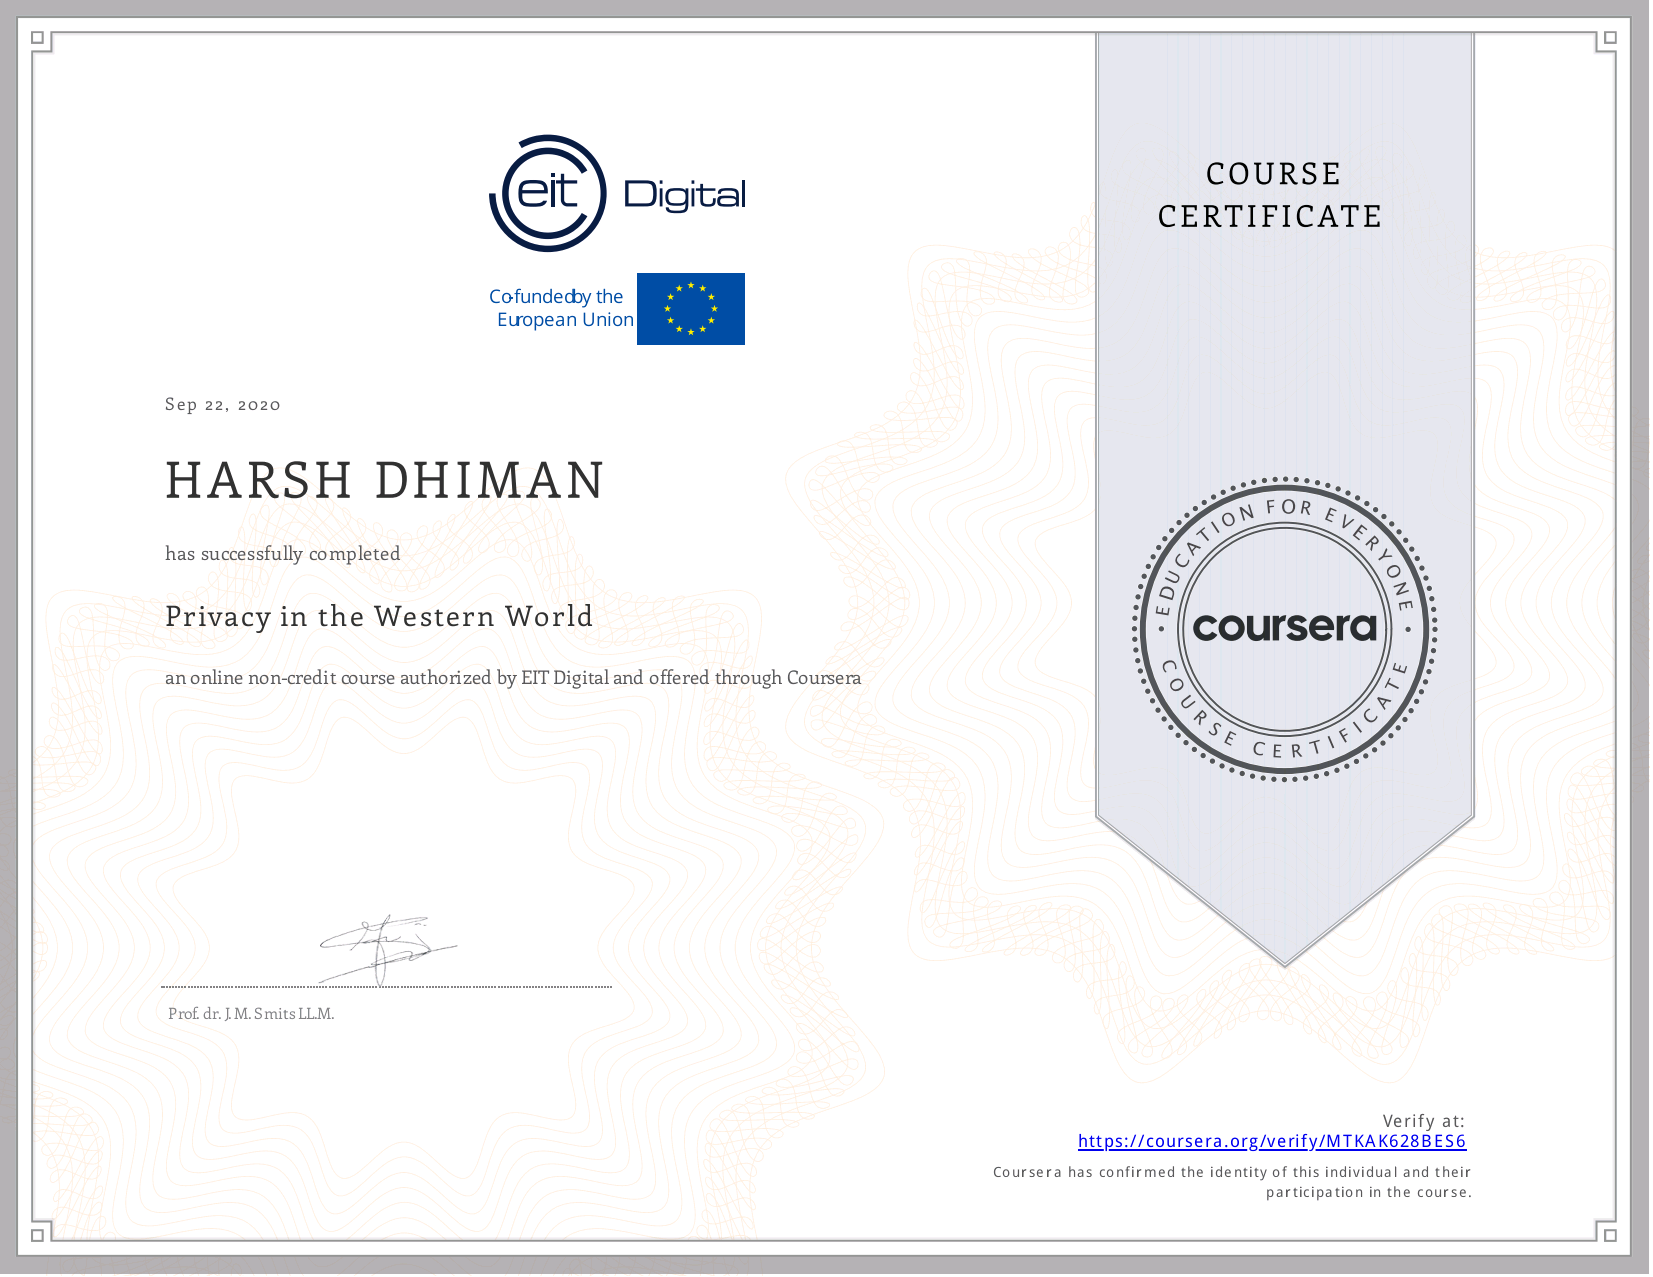 eit Digital
Co-funded by the
European Union
COURSE
CERTIFICATE
Sep 22, 2020
HARSH DHIMAN
has successfully completed
Privacy in the Western World
an online non-credit course authorized by EIT Digital and offered through Coursera
EDUCATION FOR EVERYONE
coursera
COURSE CERTIFICATE
Prof. dr. J. M. Smits LL.M.
Verify at:
https://coursera.org/verify/MTKAK628BES6
Coursera has confirmed the identity of this individual and their
participation in the course.